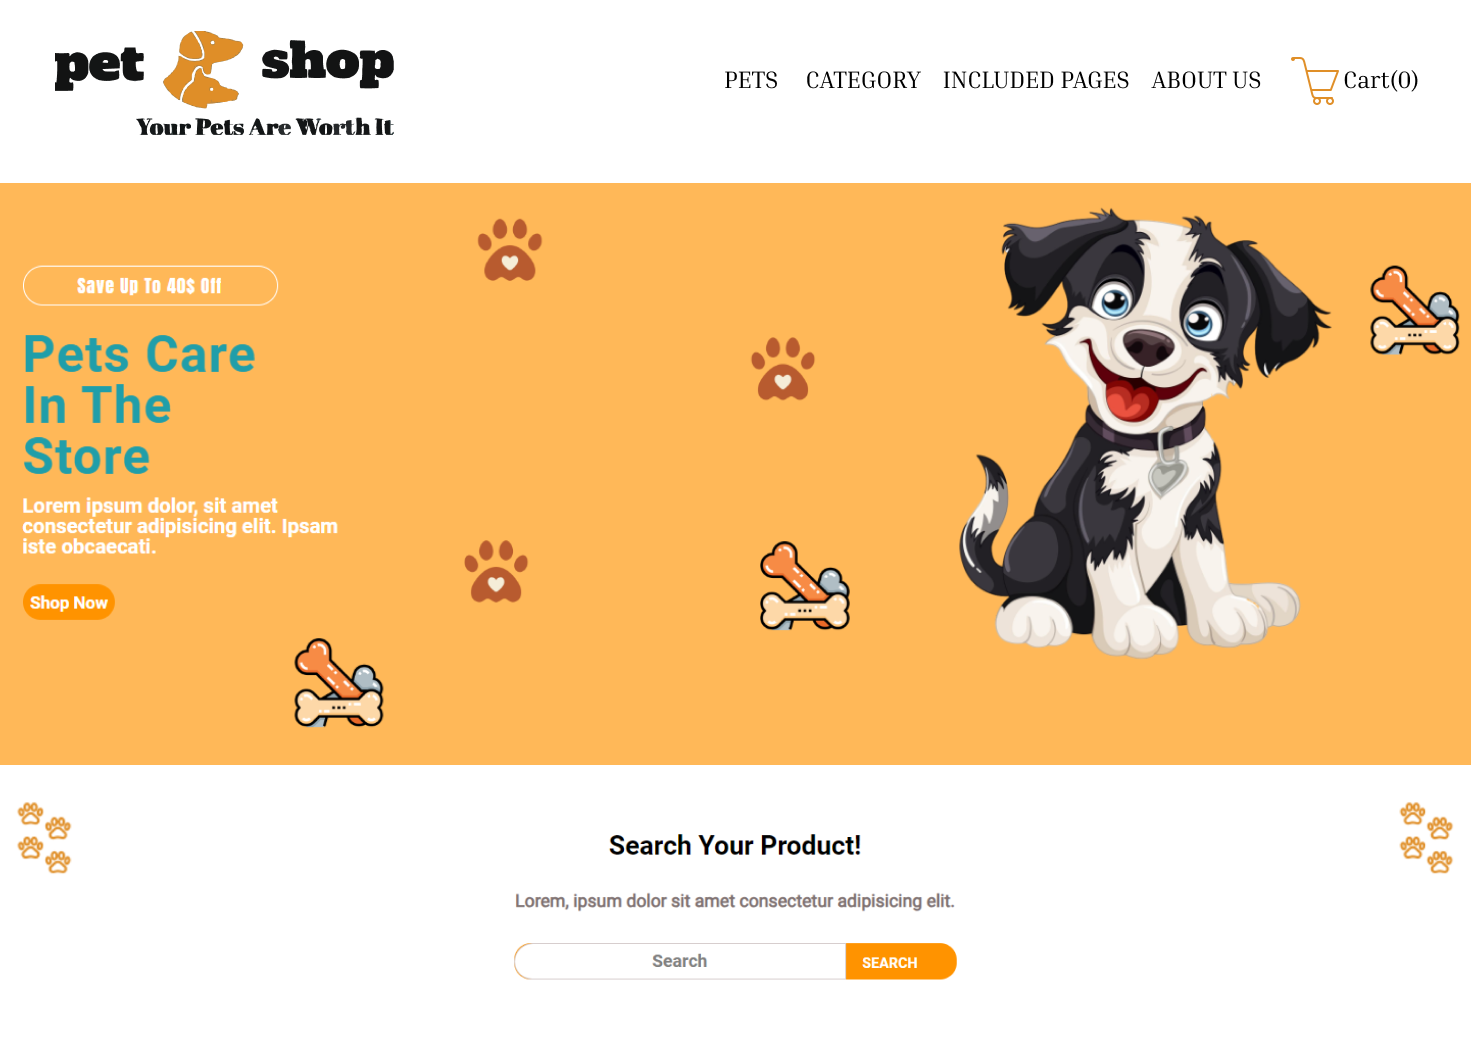 pet shop
Your Pets Are Worth It
PETS CATEGORY INCLUDED PAGES ABOUT US Cart(0)
Save Up To 40$ Off
Pets Care
In The
Store
Lorem ipsum dolor, sit amet
consectetur adipisicing elit. Ipsam
iste obcaecati.
Shop Now
Search Your Product!
Lorem, ipsum dolor sit amet consectetur adipisicing elit.
Search SEARCH